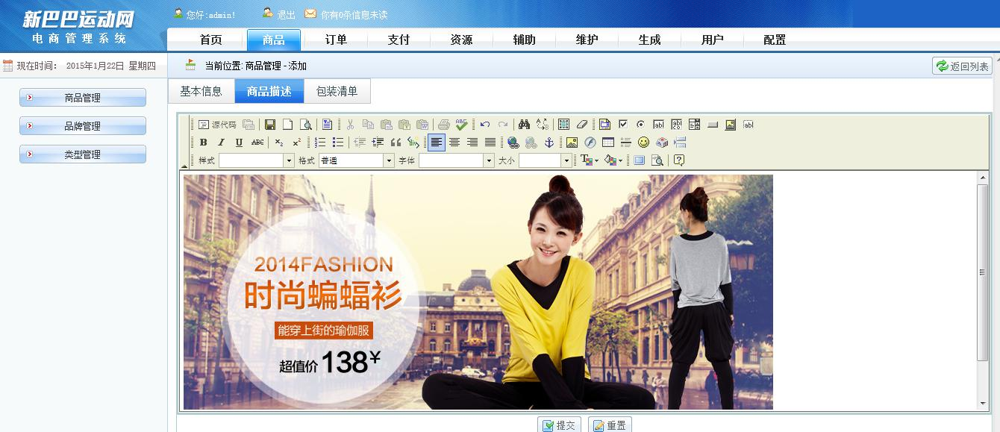 新巴巴运动网
电商管理系统
您好:admin!
退出
你有0条信息未读
首页
商品
订单
支付
资源
辅助
维护
生成
用户
配置
现在时间： 2015年1月22日 星期四
当前位置: 商品管理 - 添加
返回列表
商品管理
品牌管理
类型管理
基本信息
商品描述
包装清单
源代码
样式
格式
普通
字体
大小
2014FASHION
时尚蝙蝠衫
能穿上街的瑜伽服
超值价 138¥
提交
重置